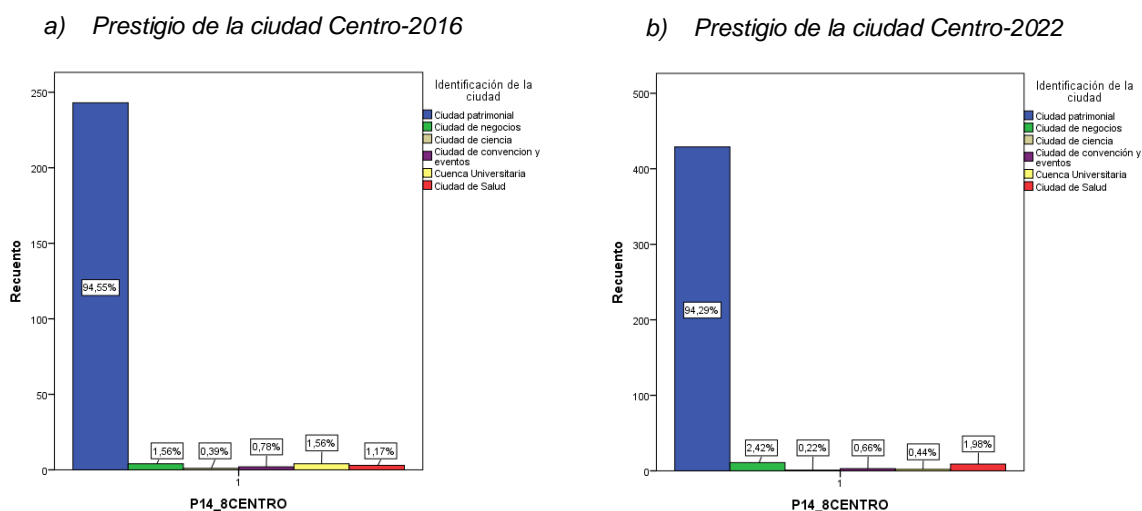 a) Prestigio de la ciudad Centro-2016
Identificación de la
ciudad
Ciudad patrimonial
Ciudad de negocios
Ciudad de ciencia
Ciudad de convencion y
eventos
Cuenca Universitaria
Ciudad de Salud
250
200
150
100
50
0
Recuento
94,55%
1,56%
0,39%
0,78%
1,56%
1,17%
1
P14_8CENTRO
b) Prestigio de la ciudad Centro-2022
Identificación de la
ciudad
Ciudad patrimonial
Ciudad de negocios
Ciudad de ciencia
Ciudad de convención y
eventos
Cuenca Universitaria
Ciudad de Salud
500
400
300
200
100
0
Recuento
94,29%
2,42%
0,22%
0,66%
0,44%
1,98%
1
P14_8CENTRO